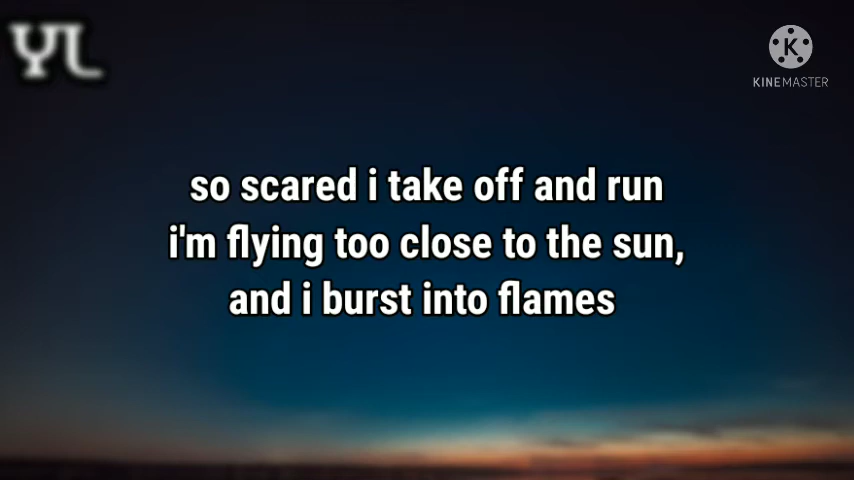 YL
K
KINEMASTER
so scared i take off and run
i'm flying too close to the sun,
and i burst into flames